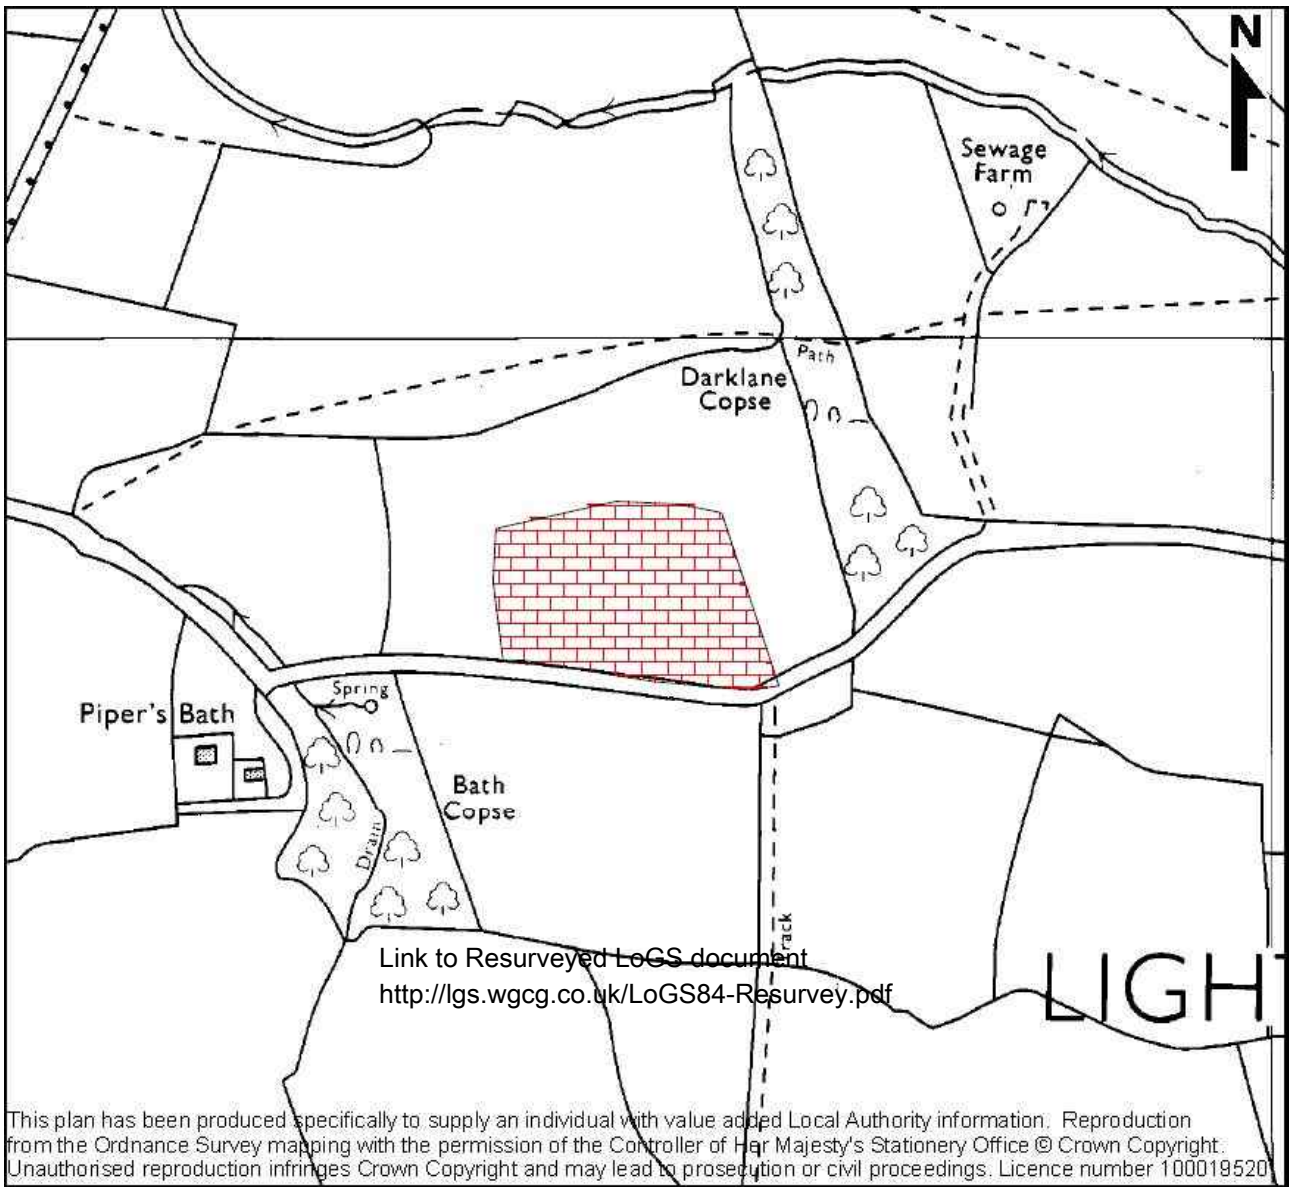 N
Sewage
Farm
Path
Darklane
Copse
Spring
Piper's Bath
Bath
Copse
Drain
Link to Resurveyed LoGS document
http://lgs.wgcg.co.uk/LoGS84-Resurvey.pdf
LIGHT
This plan has been produced specifically to supply an individual with value added Local Authority information. Reproduction
from the Ordnance Survey mapping with the permission of the Controller of Her Majesty's Stationery Office © Crown Copyright.
Unauthorised reproduction infringes Crown Copyright and may lead to prosecution or civil proceedings. Licence number 100019520